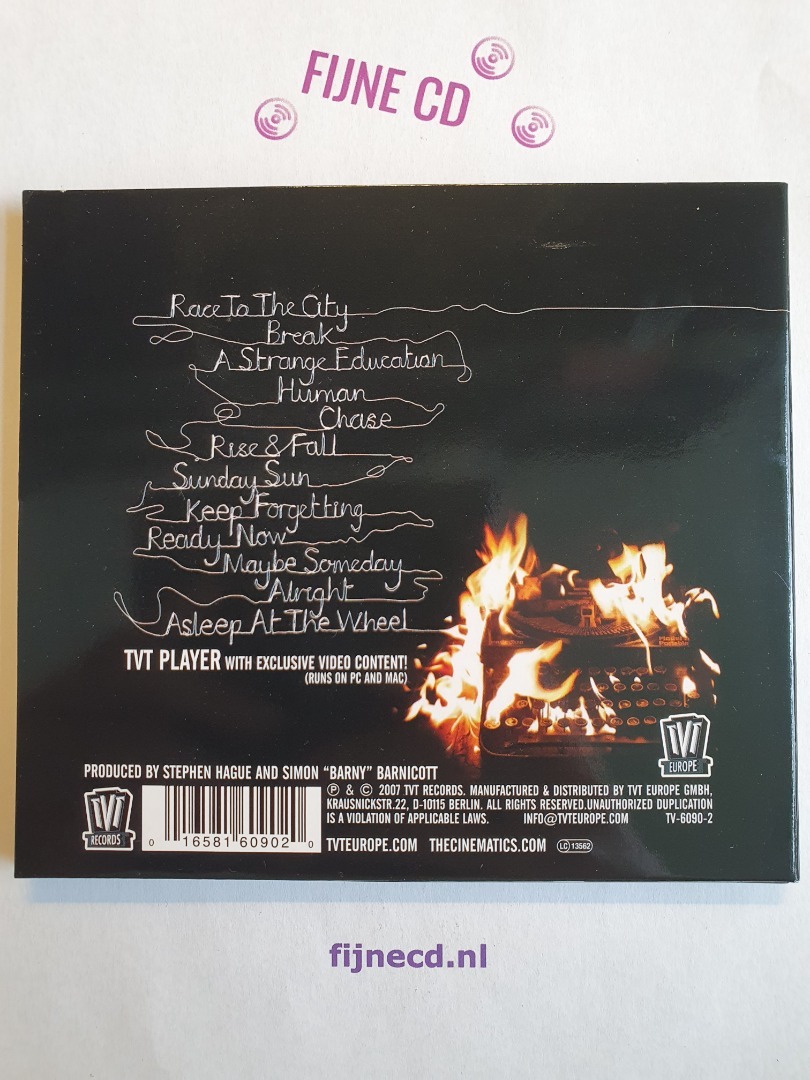 FIJNE CD
Race To The City
Break
A Strange Education
Human
Chase
Rise & Fall
Sunday Sun
Keep Forgetting
Ready Now
Maybe Someday
Alright
Asleep At The Wheel
TVT PLAYER WITH EXCLUSIVE VIDEO CONTENT!
(RUNS ON PC AND MAC)
TVT
EUROPE
PRODUCED BY STEPHEN HAGUE AND SIMON "BARNY" BARNICOTT
TVT
RECORDS
0 16581 60902 0
℗ & © 2007 TVT RECORDS. MANUFACTURED & DISTRIBUTED BY TVT EUROPE GMBH,
KRAUSNICKSTR.22, D-10115 BERLIN. ALL RIGHTS RESERVED.UNAUTHORIZED DUPLICATION
IS A VIOLATION OF APPLICABLE LAWS. INFO@TVTEUROPE.COM TV-6090-2
TVTEUROPE.COM THECINEMATICS.COM LC 13562
fijnecd.nl